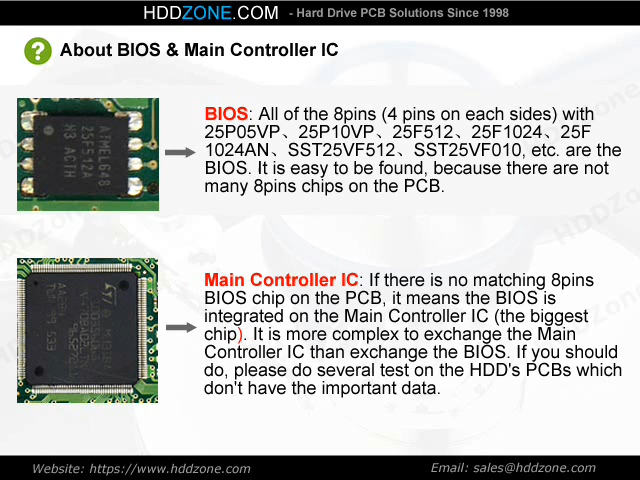 HDDZONE.COM - Hard Drive PCB Solutions Since 1998
? About BIOS & Main Controller IC
ATMEL648
25F512A
N3 ACTH
BIOS: All of the 8pins (4 pins on each sides) with
25P05VP、25P10VP、25F512、25F1024、25F
1024AN、SST25VF512、SST25VF010, etc. are the
BIOS. It is easy to be found, because there are not
many 8pins chips on the PCB.
Main Controller IC: If there is no matching 8pins
BIOS chip on the PCB, it means the BIOS is
integrated on the Main Controller IC (the biggest
chip). It is more complex to exchange the Main
Controller IC than exchange the BIOS. If you should
do, please do several test on the HDD's PCBs which
don't have the important data.
Website: https://www.hddzone.com
Email: sales@hddzone.com